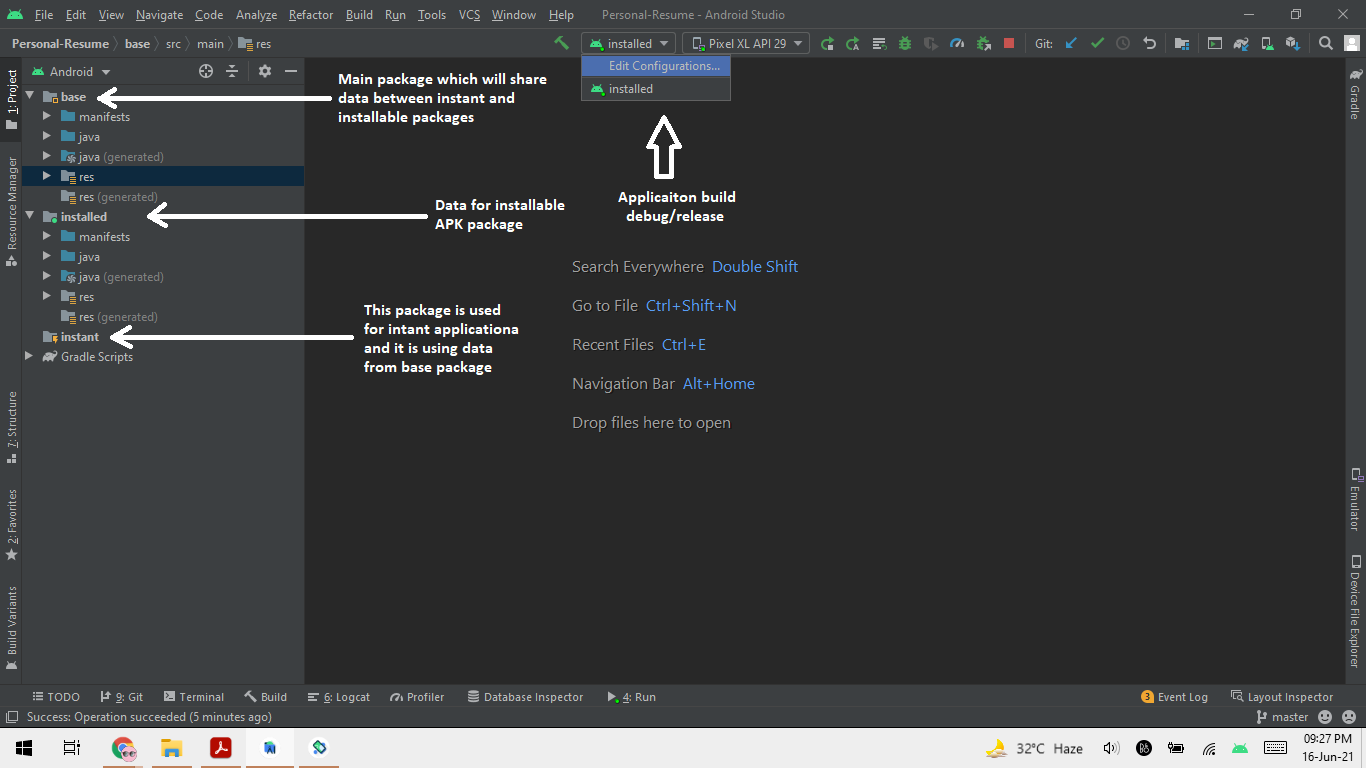 File Edit View Navigate Code Analyze Refactor Build Run Tools VCS Window Help Personal-Resume - Android Studio
Personal-Resume base src main res
installed Pixel XL API 29 Git:
Edit Configurations...
installed
Android
base
manifests
java
java (generated)
res
res (generated)
installed
manifests
java
java (generated)
res
res (generated)
instant
Gradle Scripts
1: Project
Resource Manager
7: Structure
2: Favorites
Build Variants
Main package which will share
data between instant and
installable packages
Data for installable
APK package
This package is used
for intant applicationa
and it is using data
from base package
Applicaiton build
debug/release
Search Everywhere Double Shift
Go to File Ctrl+Shift+N
Recent Files Ctrl+E
Navigation Bar Alt+Home
Drop files here to open
Gradle
Emulator
Device File Explorer
TODO 9: Git Terminal Build 6: Logcat Profiler Database Inspector 4: Run 3 Event Log Layout Inspector
Success: Operation succeeded (5 minutes ago) master
32°C Haze 09:27 PM
16-Jun-21